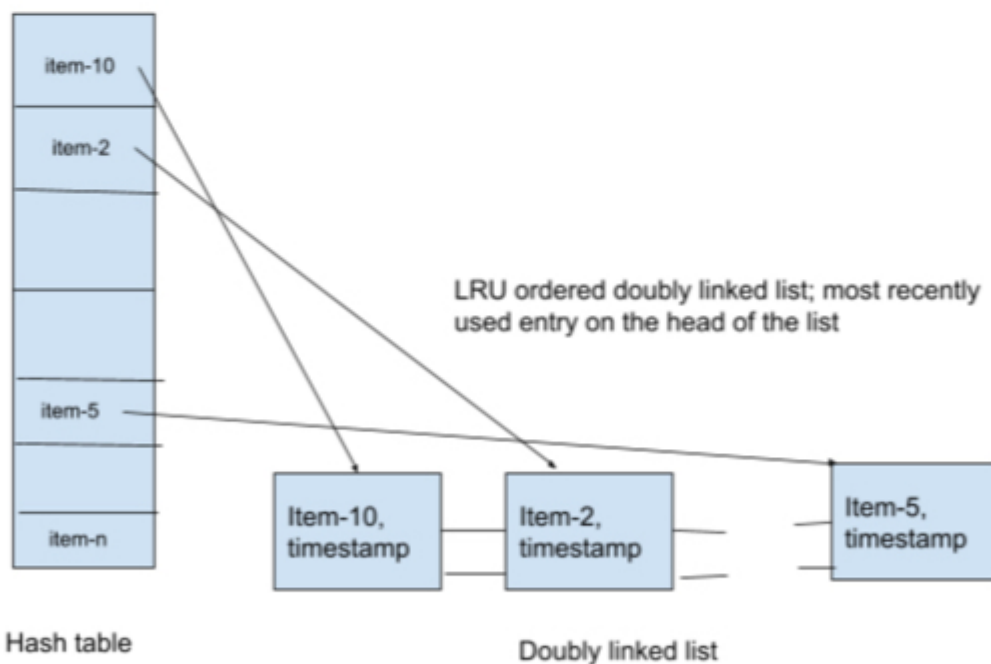 item-10
item-2
item-5
item-n
Hash table
LRU ordered doubly linked list; most recently
used entry on the head of the list
Item-10,
timestamp
Item-2,
timestamp
Item-5,
timestamp
Doubly linked list